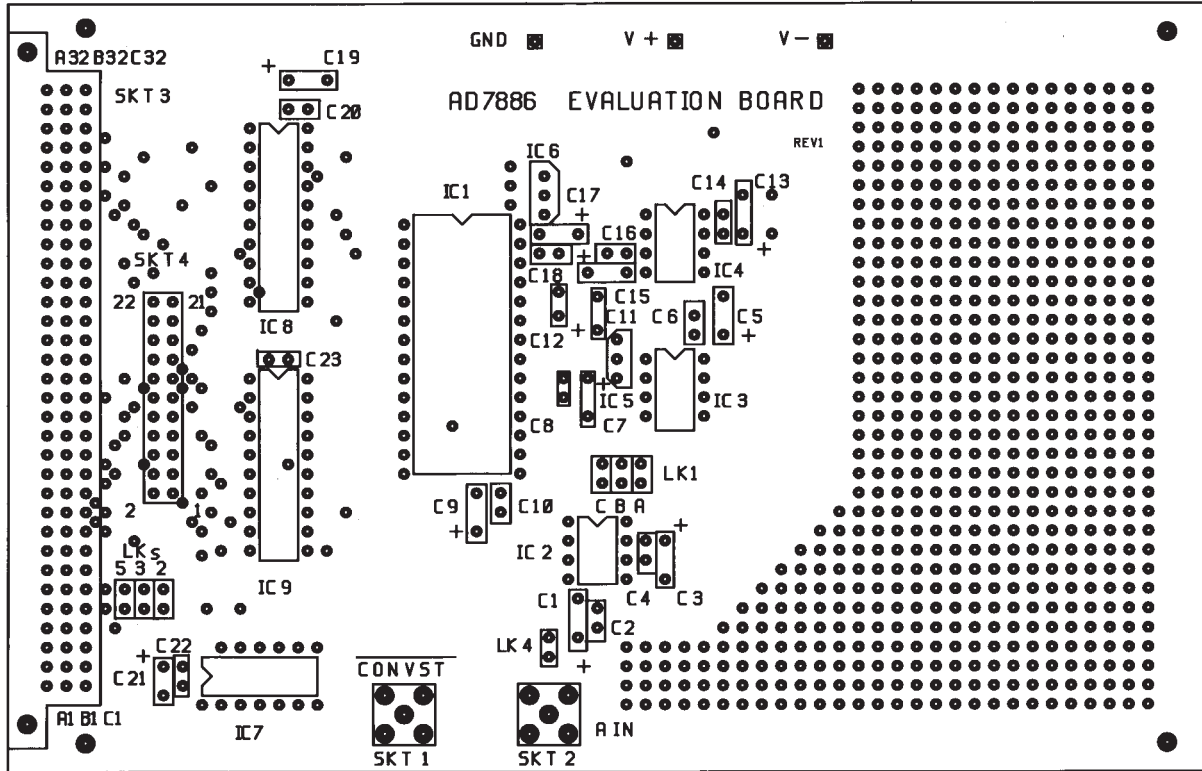 GND V+ V-
A32 B32 C32
C19
SKT3
C20
AD7886 EVALUATION BOARD
REV1
IC6
IC1
C17
C14 C13
C16
SKT4
C18
IC4
22 21
C15
IC8
C11
C12
C6 C5
C23
IC5
IC3
C8 C7
LK1
C9 C10
C B A
2 1
IC2
LKs
5 3 2
IC9
C1
C4 C3
C2
C22
LK4
C21
CONVST
A1 B1 C1
IC7
AIN
SKT1 SKT2